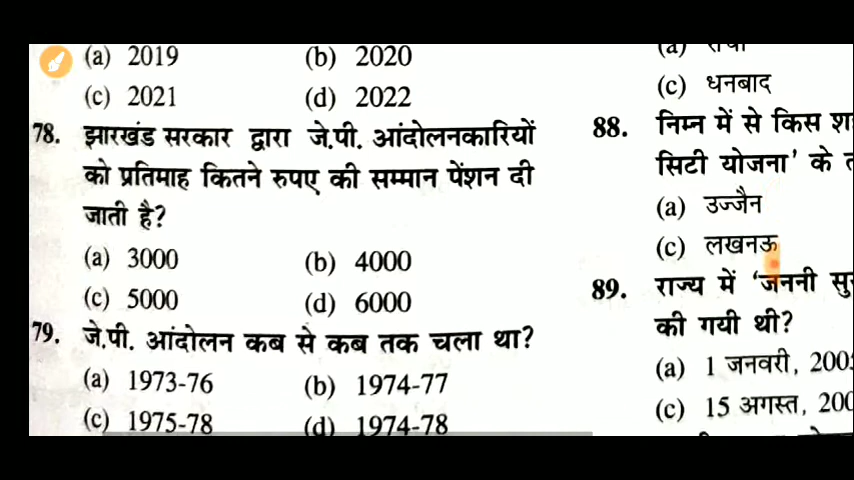 (a) 2019 (b) 2020
(c) 2021 (d) 2022
78. झारखंड सरकार द्वारा जे.पी. आंदोलनकारियों
को प्रतिमाह कितने रुपए की सम्मान पेंशन दी
जाती है?
(a) 3000 (b) 4000
(c) 5000 (d) 6000
79. जे.पी. आंदोलन कब से कब तक चला था?
(a) 1973-76 (b) 1974-77
(c) 1975-78 (d) 1974-78
(a)
(c) धनबाद
88. निम्न में से किस
सिटी योजना' के
(a) उज्जैन
(c) लखनऊ
89. राज्य में 'जननी
की गयी थी?
(a) 1 जनवरी,
(c) 15 अगस्त,